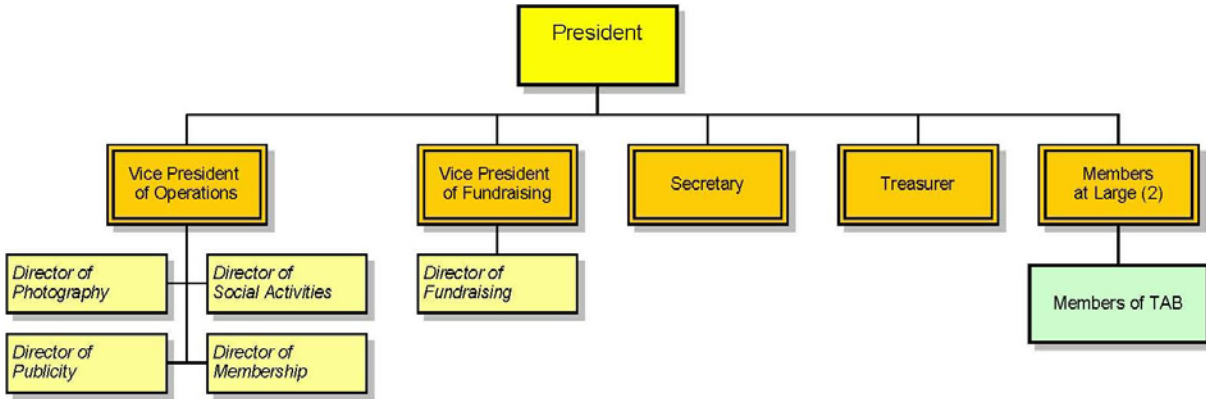 President
Vice President
of Operations
Vice President
of Fundraising
Secretary
Treasurer
Members
at Large (2)
Director of
Photography
Director of
Social Activities
Director of
Fundraising
Members of TAB
Director of
Publicity
Director of
Membership